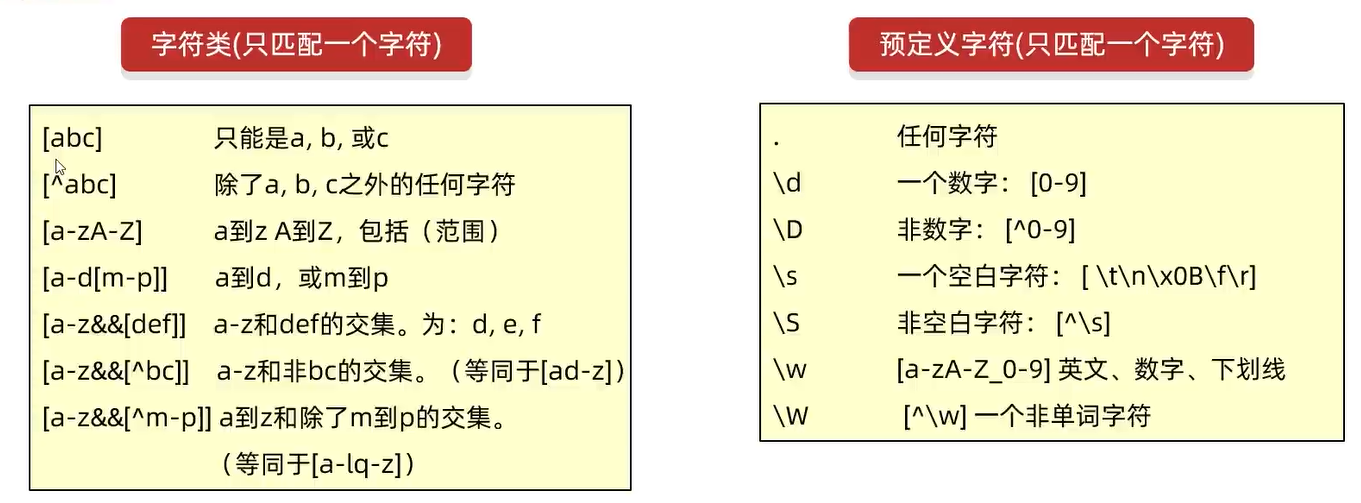 字符类(只匹配一个字符)
[abc] 只能是a, b, 或c
[^abc] 除了a, b, c之外的任何字符
[a-zA-Z] a到z A到Z，包括（范围）
[a-d[m-p]] a到d，或m到p
[a-z&&[def]] a-z和def的交集。为：d, e, f
[a-z&&[^bc]] a-z和非bc的交集。（等同于[ad-z]）
[a-z&&[^m-p]] a到z和除了m到p的交集。
（等同于[a-lq-z]）
预定义字符(只匹配一个字符)
. 任何字符
\d 一个数字： [0-9]
\D 非数字： [^0-9]
\s 一个空白字符： [ \t\n\x0B\f\r]
\S 非空白字符： [^\s]
\w [a-zA-Z_0-9] 英文、数字、下划线
\W [^\w] 一个非单词字符